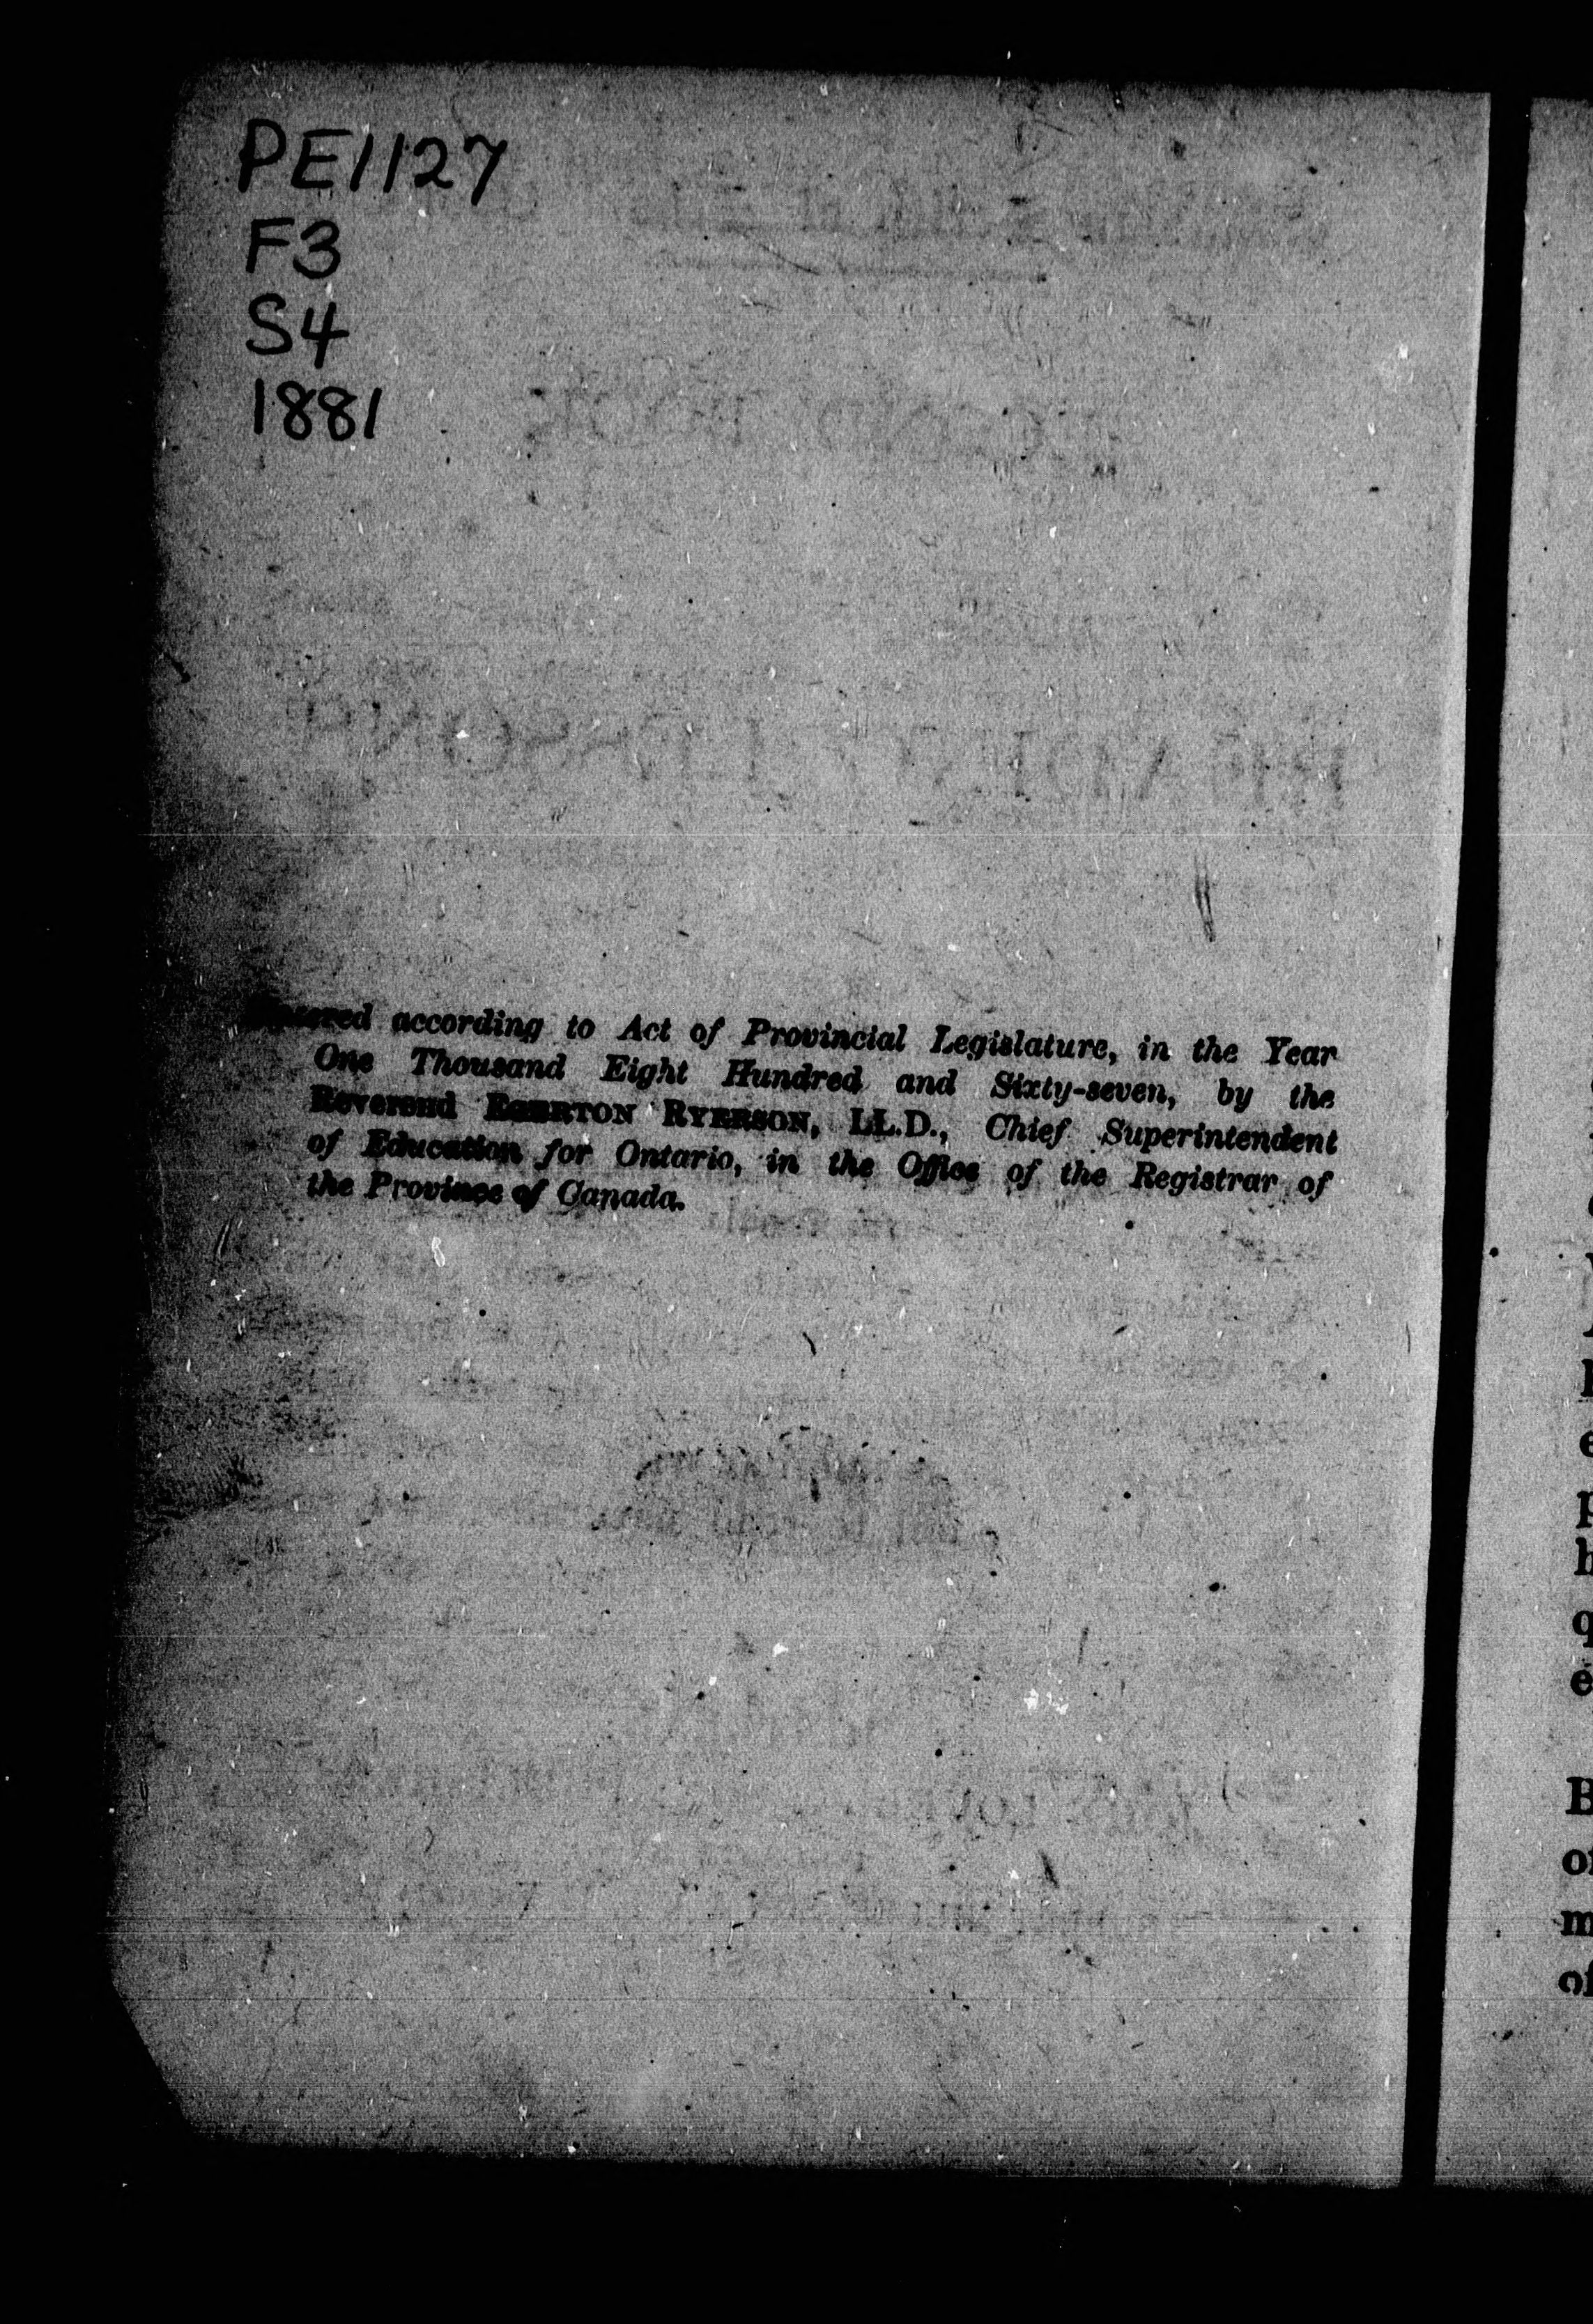 PE1127
F3
S4
1881
Entered according to Act of Provincial Legislature, in the Year
One Thousand Eight Hundred and Sixty-seven, by the
Reverend EGERTON RYERSON, LL.D., Chief Superintendent
of Education for Ontario, in the Office of the Registrar of
the Province of Canada.